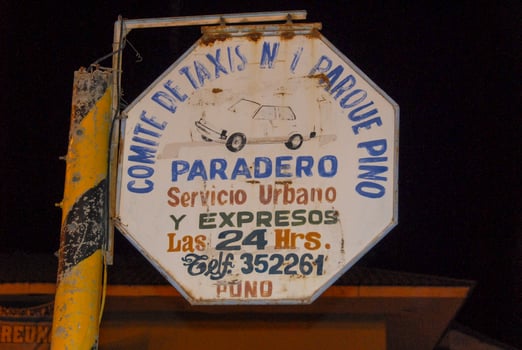 COMITE DE TAXIS N-1 PARQUE PINO
PARADERO
Servicio Urbano
Y EXPRESOS
Las 24 Hrs.
Telf. 352261
PUNO